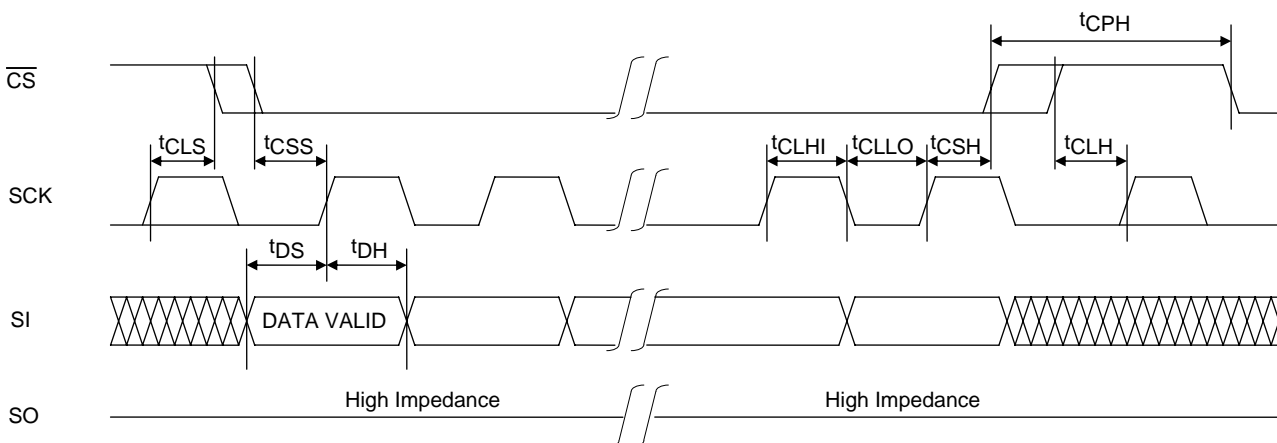 tCPH
CS
tCLS
tCSS
tCLHI
tCLLO
tCSH
tCLH
SCK
tDS
tDH
SI
DATA VALID
High Impedance
High Impedance
SO